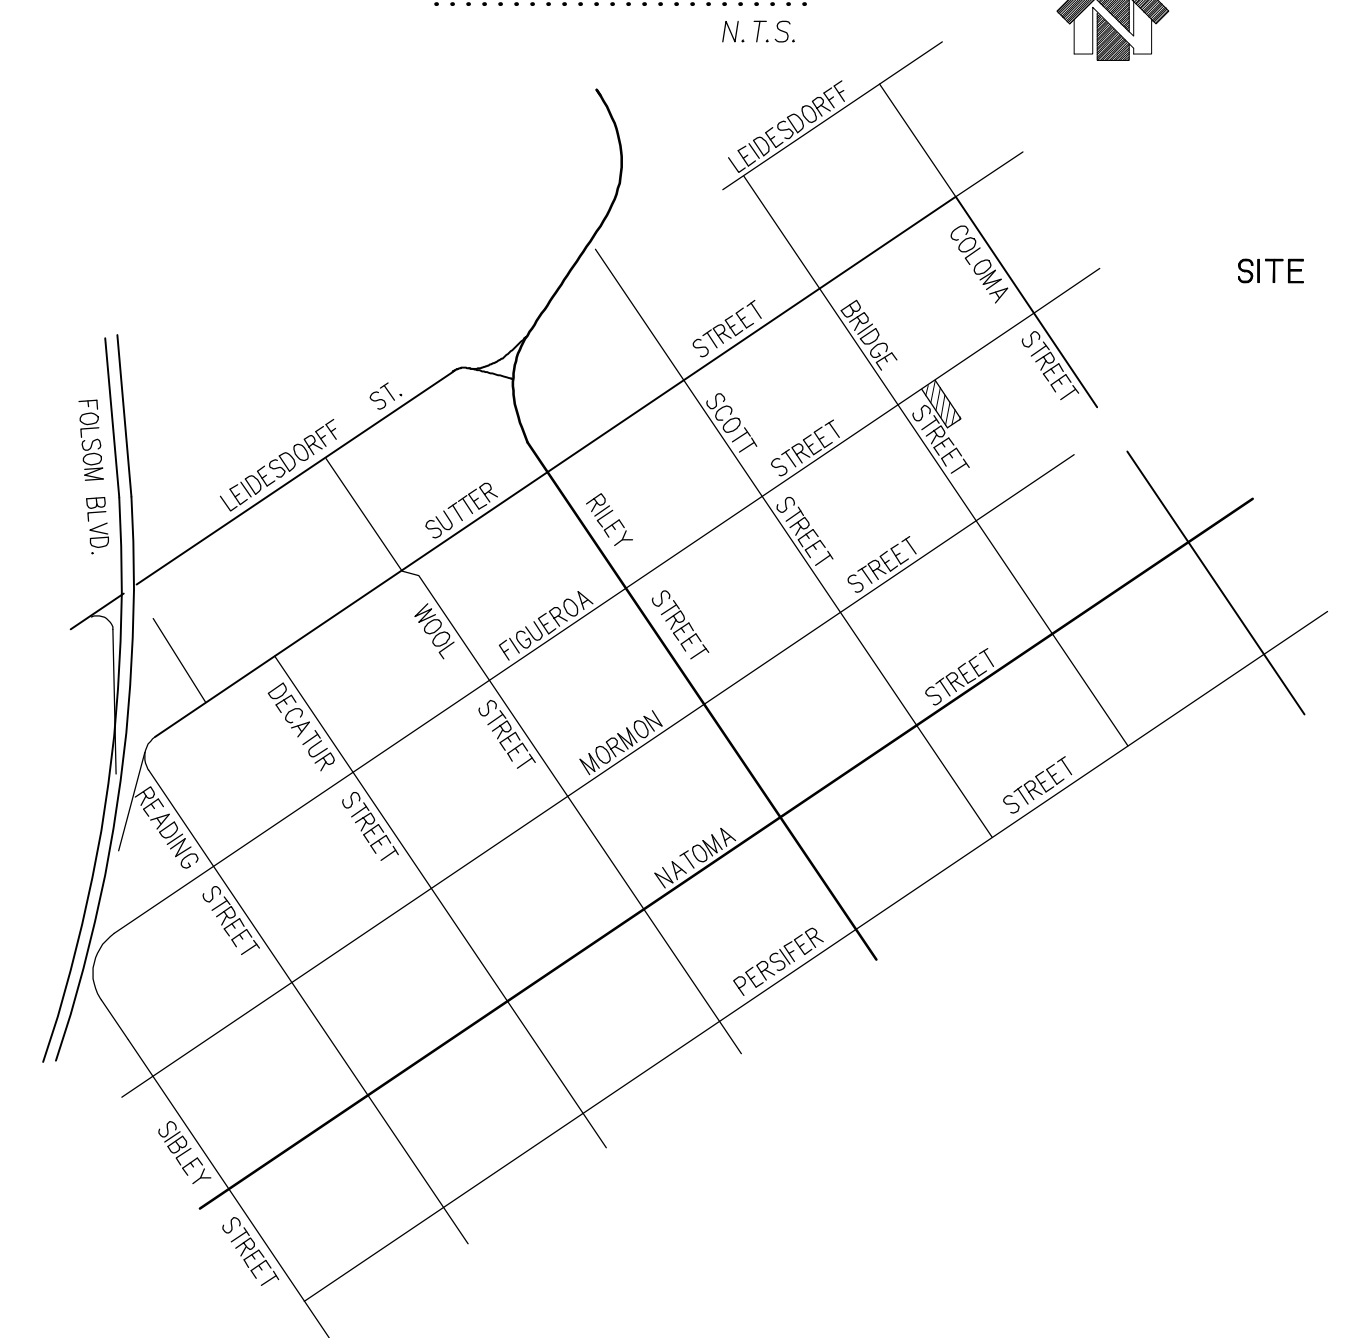 N.T.S.
N
LEIDESDORFF
COLOMA
STREET
SITE
BRIDGE
STREET
STREET
SCOTT
STREET
STREET
STREET
LEIDESDORFF ST.
FOLSOM BLVD.
SUTTER
RILEY
STREET
FIGUEROA
WOOL
STREET
MORMON
STREET
DECATUR
STREET
READING
STREET
NATOMA
STREET
PERSIFER
SIBLEY
STREET